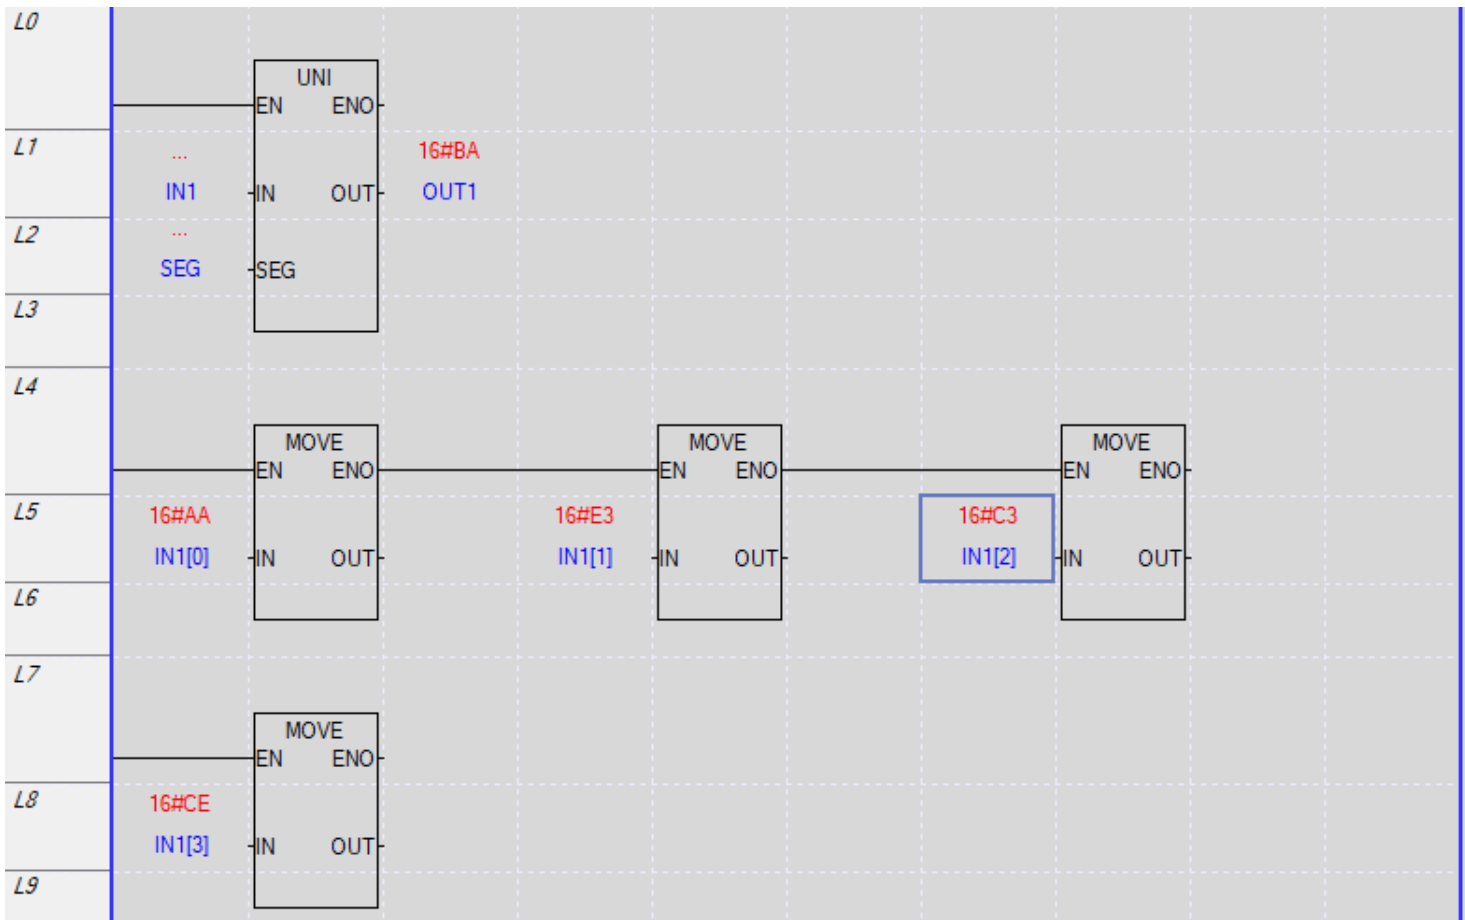 L0
UNI
EN ENO
L1
... 16#BA
IN1 IN OUT OUT1
L2
...
SEG SEG
L3
L4
MOVE MOVE MOVE
EN ENO EN ENO EN ENO
L5
16#AA 16#E3 16#C3
IN1[0] IN OUT IN1[1] IN OUT IN1[2] IN OUT
L6
L7
MOVE
EN ENO
L8
16#CE
IN1[3] IN OUT
L9